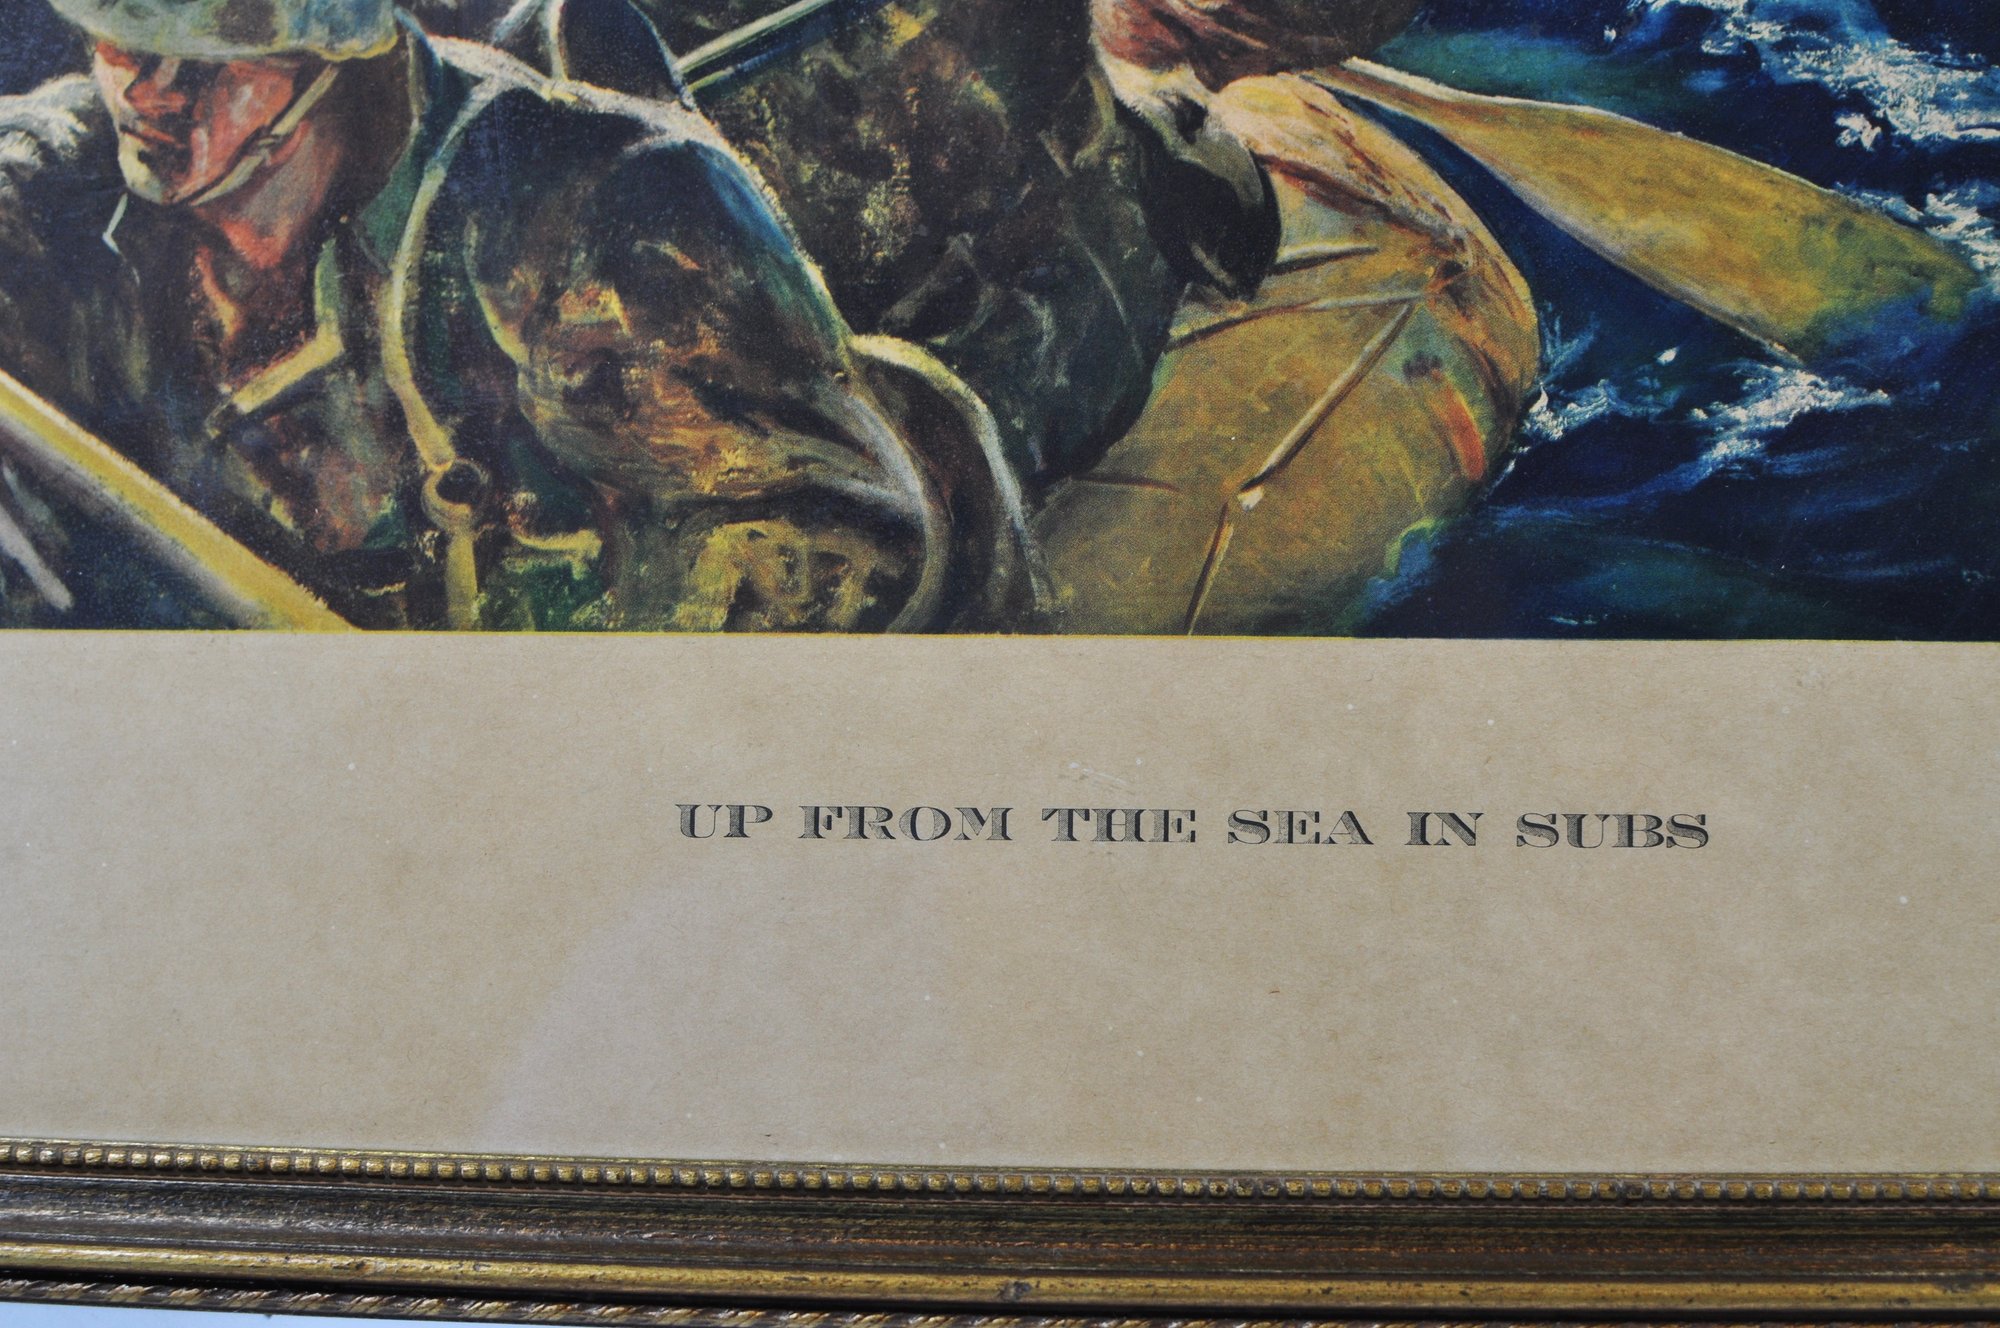 UP FROM THE SEA IN SUBS